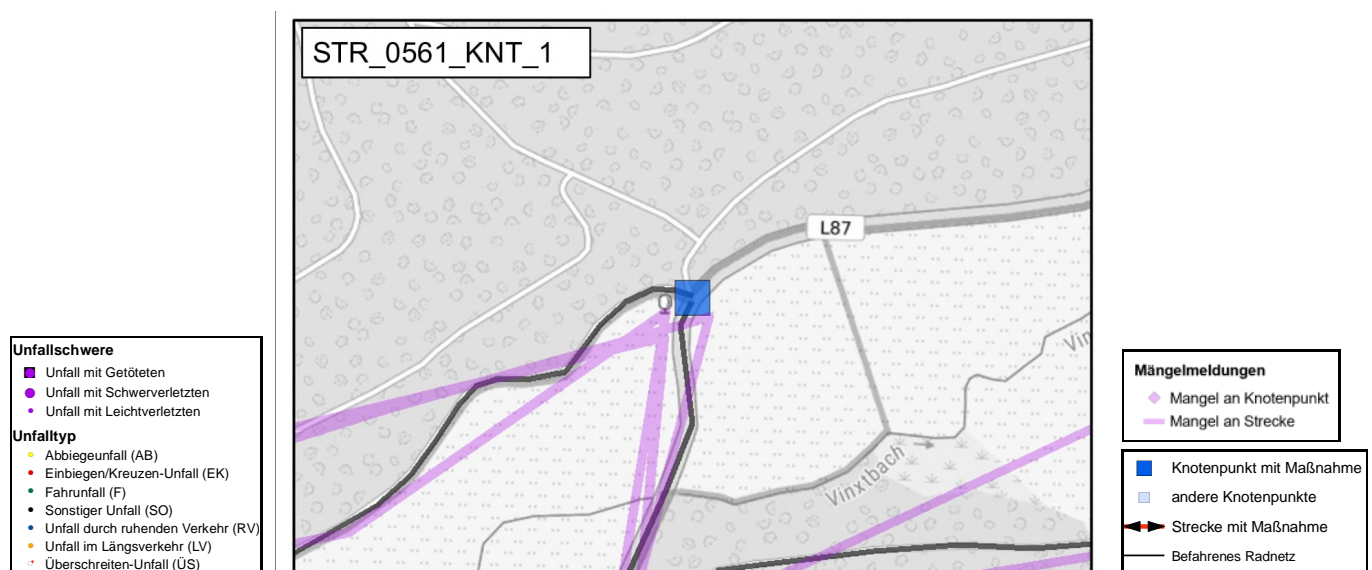 STR_0561_KNT_1
L87
Vin
Vinxtbach
Unfallschwere
Unfall mit Getöteten
Unfall mit Schwerverletzten
Unfall mit Leichtverletzten
Unfalltyp
Abbiegeunfall (AB)
Einbiegen/Kreuzen-Unfall (EK)
Fahrunfall (F)
Sonstiger Unfall (SO)
Unfall durch ruhenden Verkehr (RV)
Unfall im Längsverkehr (LV)
Überschreiten-Unfall (ÜS)
Mängelmeldungen
Mangel an Knotenpunkt
Mangel an Strecke
Knotenpunkt mit Maßnahme
andere Knotenpunkte
Strecke mit Maßnahme
Befahrenes Radnetz